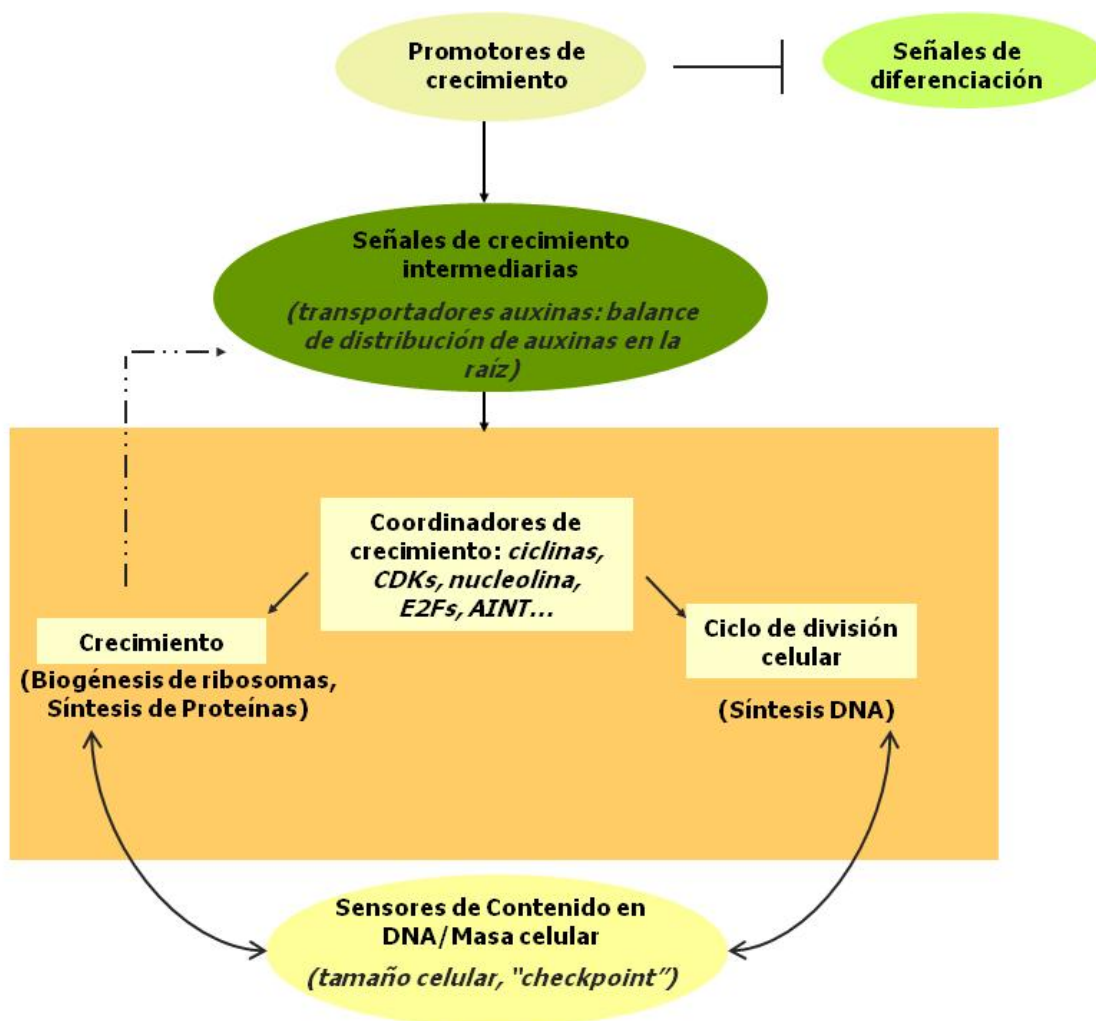 Promotores de
crecimiento
Señales de
diferenciación
Señales de crecimiento
intermediarias
(transportadores auxinas: balance
de distribución de auxinas en la
raíz)
Coordinadores de
crecimiento: ciclinas,
CDKs, nucleolina,
E2Fs, AINT...
Crecimiento
(Biogénesis de ribosomas,
Síntesis de Proteínas)
Ciclo de división
celular
(Síntesis DNA)
Sensores de Contenido en
DNA/Masa celular
(tamaño celular, "checkpoint")